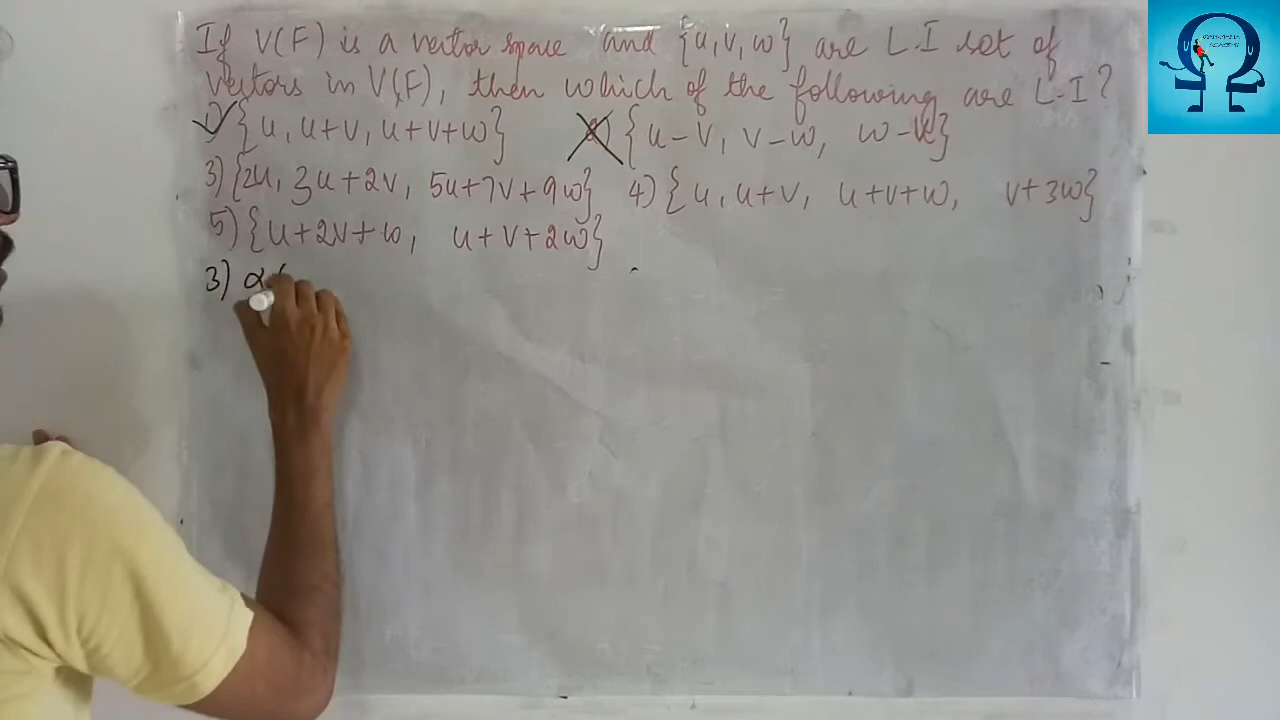 If V(F) is a vector space and {u, v, w} are L.I set of
vectors in V(F), then which of the following are L.I?
1) {u, u+v, u+v+w} 2) {u-v, v-w, w-u}
3) {2u, 3u+2v, 5u+7v+9w} 4) {u, u+v, u+v+w, v+3w}
5) {u+2v+w, u+v+2w}
3) α(
ACADEMY